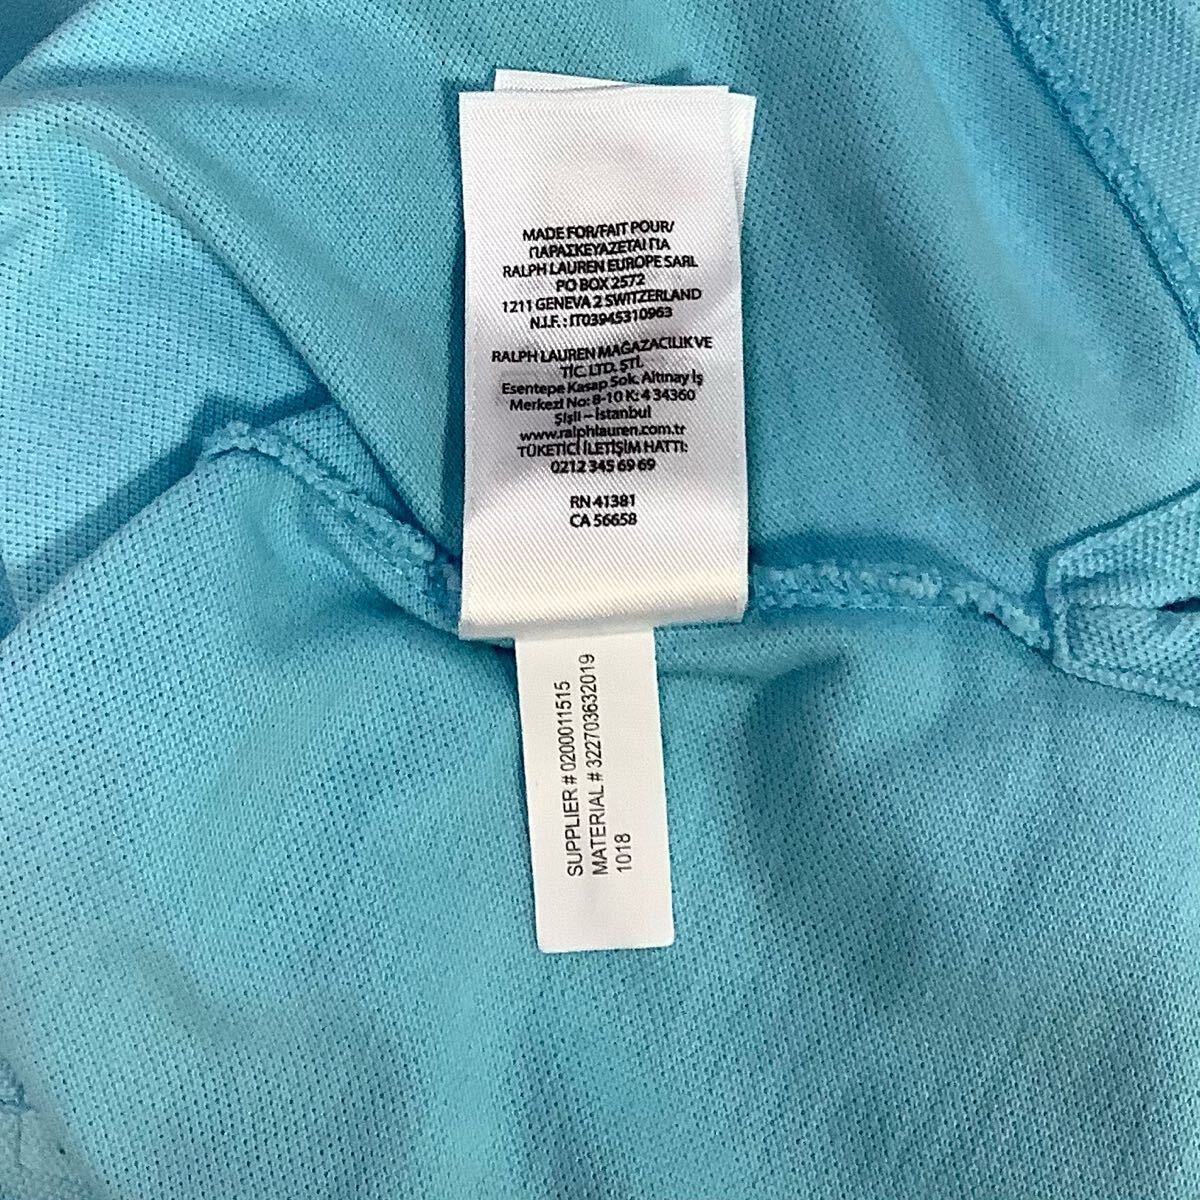 MADE FOR/FAIT POUR/
ΠΑΡΑΣΚΕΥΑΖΕΤΑΙ ΓΙΑ
RALPH LAUREN EUROPE SARL
PO BOX 2572
1211 GENEVA 2 SWITZERLAND
N.I.F. : IT03945310963
RALPH LAUREN MAĞAZACILIK VE
TİC LTD. ŞTİ.
Esentepe Kasap Sok. Altınay İş
Merkezi No: 8-10 K: 4 34360
Şişli – İstanbul
www.ralphlauren.com.tr
TÜKETİCİ İLETİŞİM HATTI:
0212 345 69 69
RN 41381
CA 56658
SUPPLIER # 0200011515
MATERIAL # 322703632019
1018